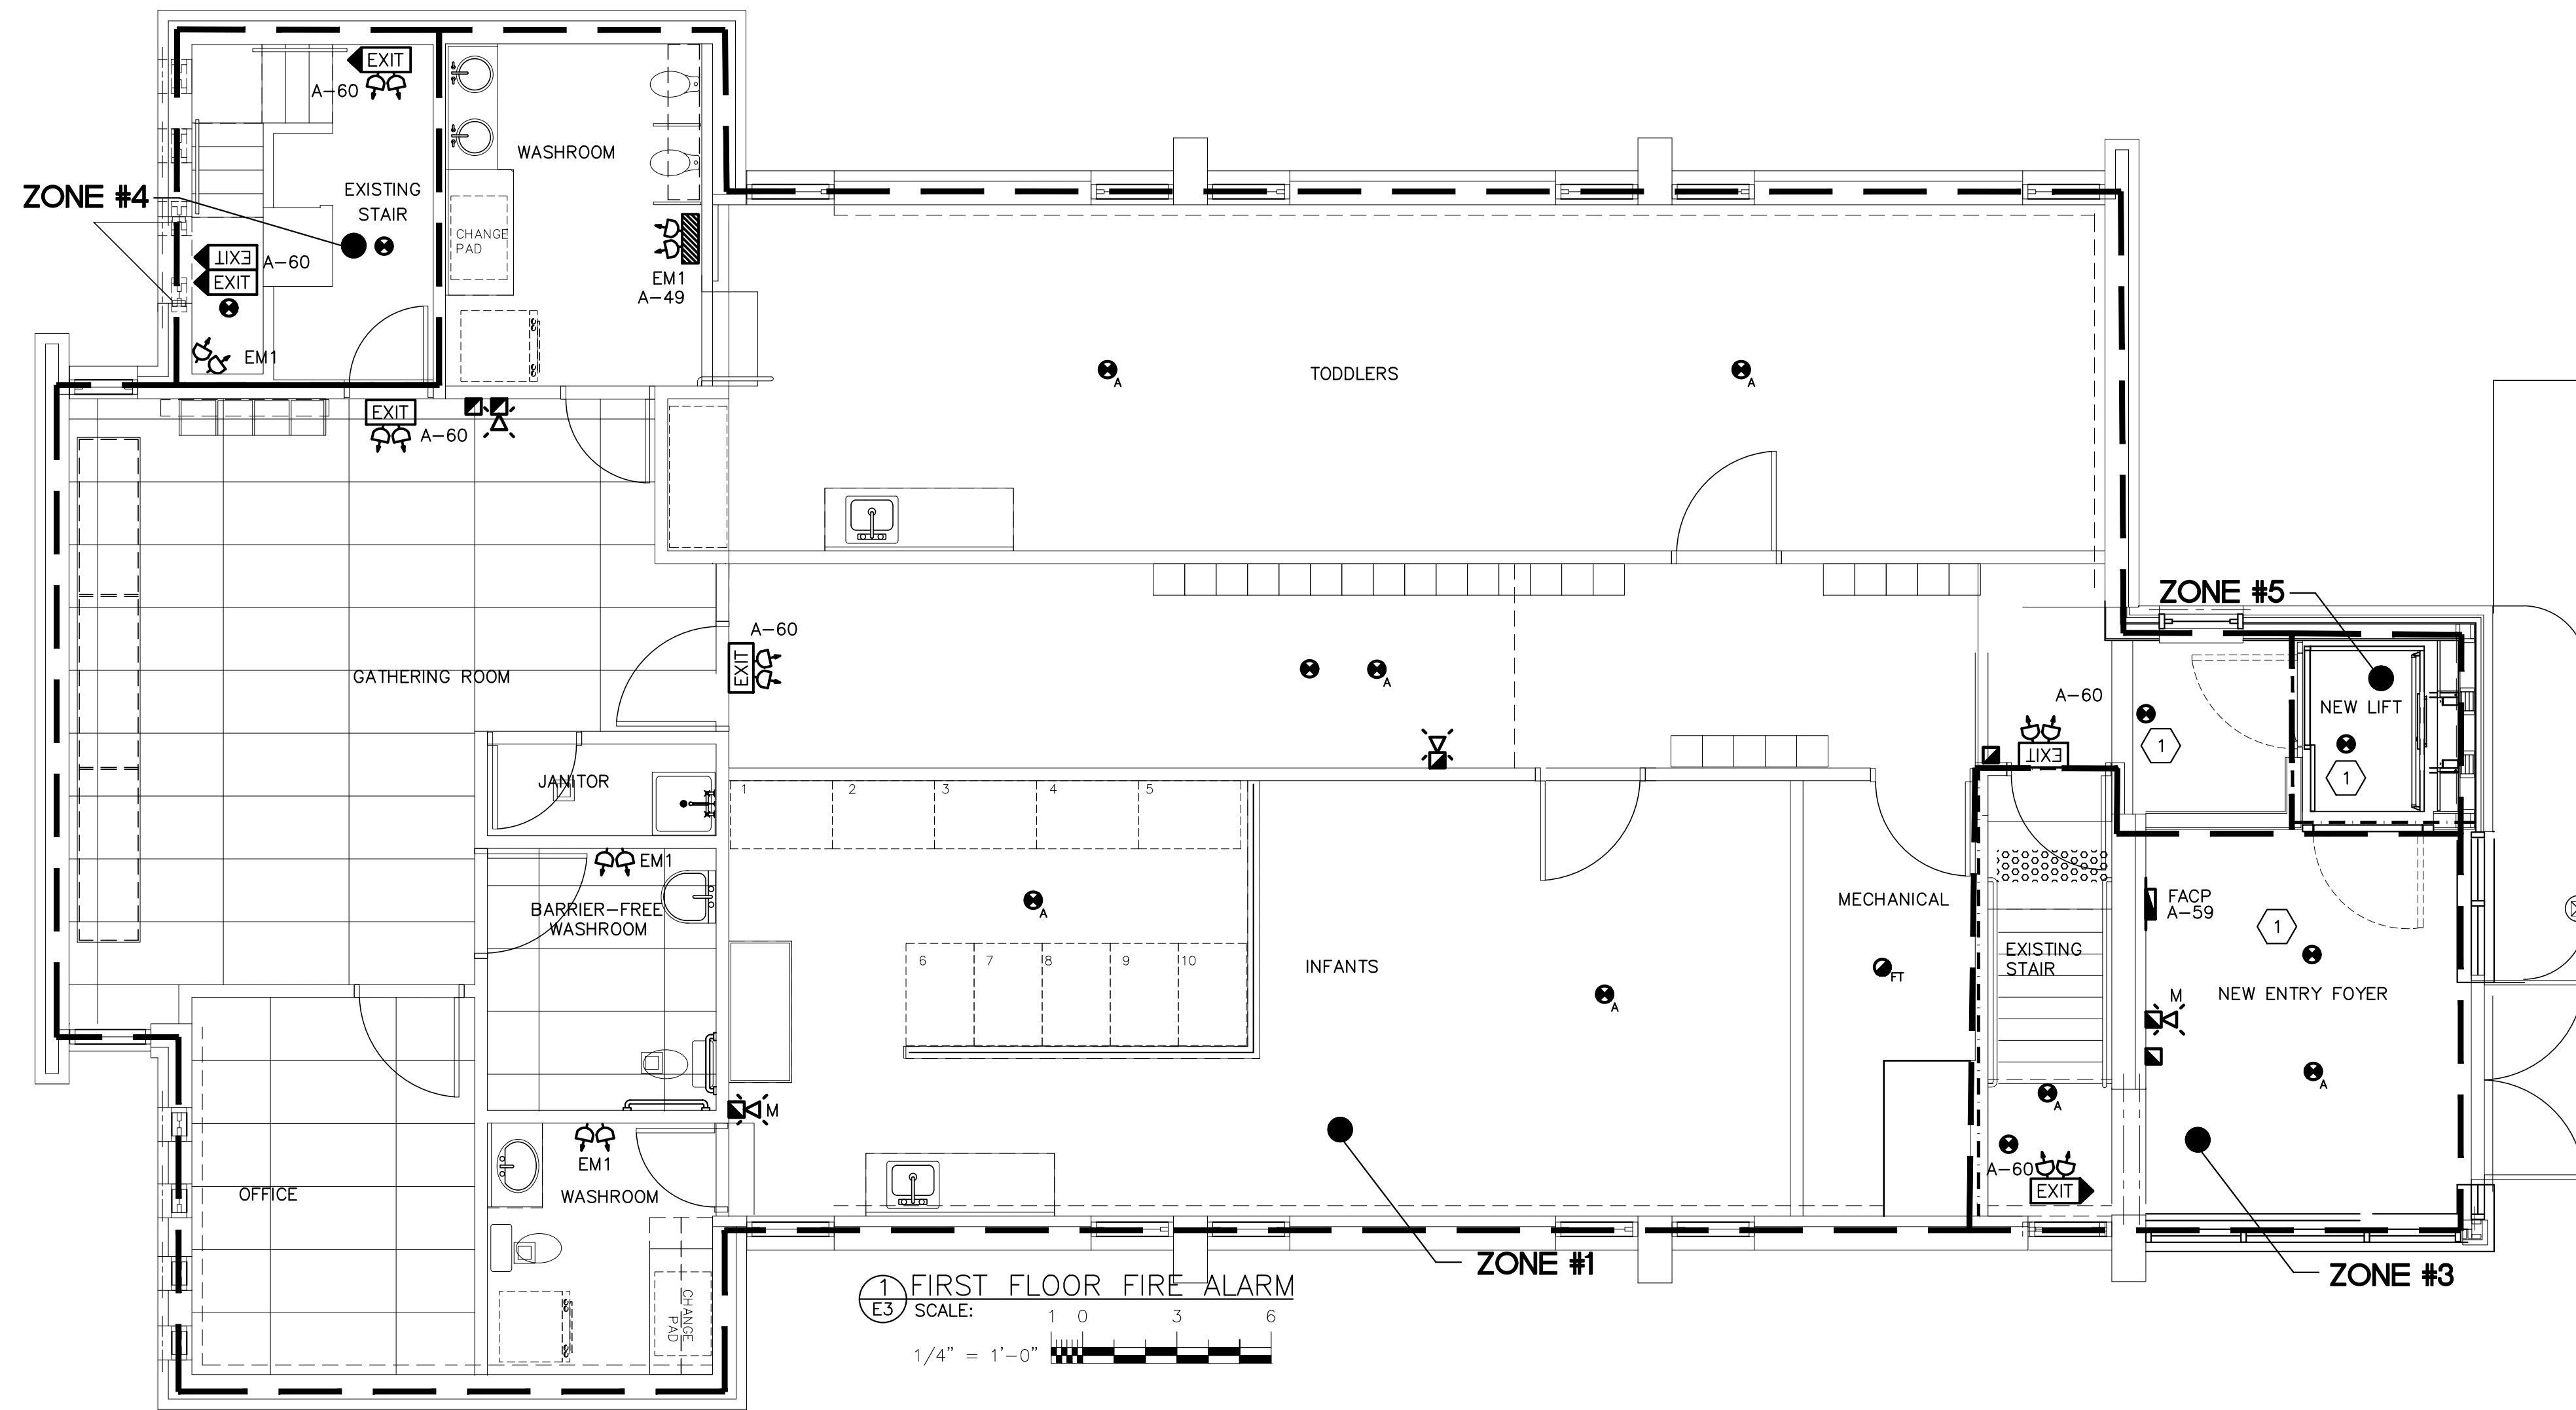 EXIT
A-60
WASHROOM
ZONE #4
EXISTING
STAIR
CHANGE
PAD
EXIT
A-60
EXIT
EM1
A-49
EM1
TODDLERS
A
A
EXIT
A-60
ZONE #5
A-60
EXIT
GATHERING ROOM
A
A-60
EXIT
NEW LIFT
1
1
JANITOR
1
2
3
4
5
EM1
BARRIER-FREE
WASHROOM
A
MECHANICAL
FACP
A-59
1
6
7
8
9
10
INFANTS
FT
EXISTING
STAIR
NEW ENTRY FOYER
A
M
A
A
M
EM1
A-60
EXIT
OFFICE
WASHROOM
CHANGE
PAD
ZONE #1
ZONE #3
1
E3
FIRST FLOOR FIRE ALARM
SCALE:
1 0 3 6
1/4" = 1'-0"